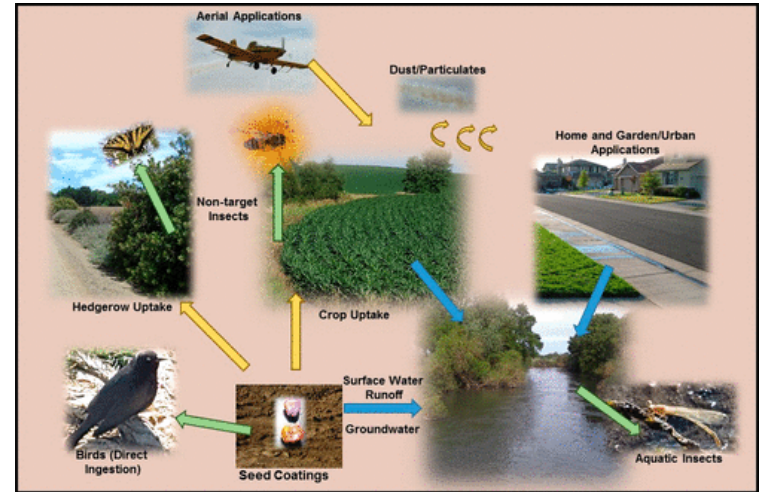 Aerial Applications
Dust/Particulates
Home and Garden/Urban
Applications
Non-target
Insects
Hedgerow Uptake
Crop Uptake
Surface Water
Runoff
Groundwater
Birds (Direct
Ingestion)
Seed Coatings
Aquatic Insects